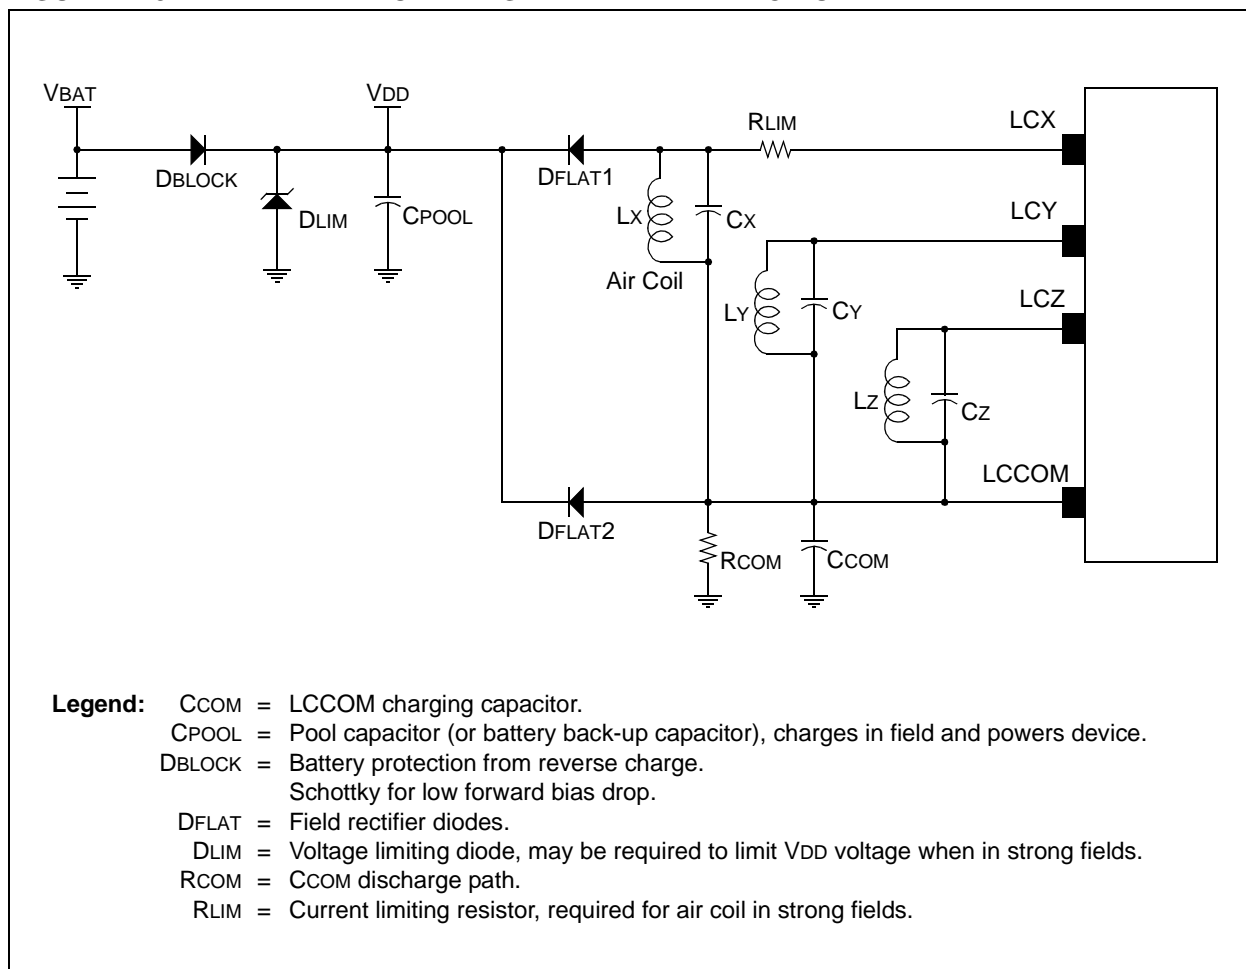 VBAT
VDD
DBLOCK
DLIM
CPOOL
DFLAT1
RLIM
LCX
LX
CX
Air Coil
LCY
LY
CY
LCZ
LZ
CZ
LCCOM
DFLAT2
RCOM
CCOM
Legend: CCOM = LCCOM charging capacitor.
CPOOL = Pool capacitor (or battery back-up capacitor), charges in field and powers device.
DBLOCK = Battery protection from reverse charge.
Schottky for low forward bias drop.
DFLAT = Field rectifier diodes.
DLIM = Voltage limiting diode, may be required to limit VDD voltage when in strong fields.
RCOM = CCOM discharge path.
RLIM = Current limiting resistor, required for air coil in strong fields.